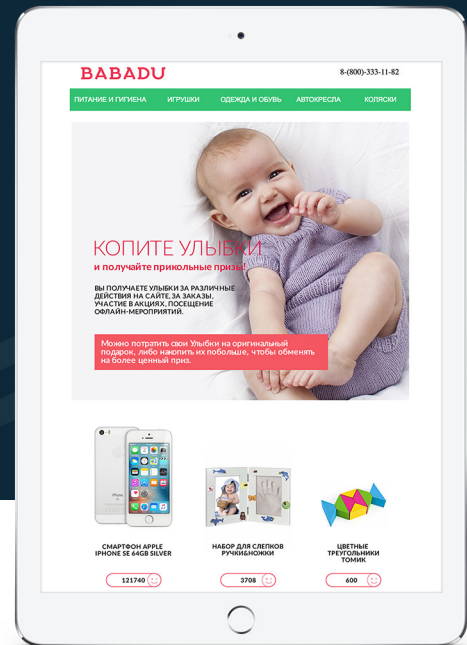 BABADU
8-(800)-333-11-82
ПИТАНИЕ И ГИГИЕНА ИГРУШКИ ОДЕЖДА И ОБУВЬ АВТОКРЕСЛА КОЛЯСКИ
КОПИТЕ УЛЫБКИ
и получайте прикольные призы!
ВЫ ПОЛУЧАЕТЕ УЛЫБКИ ЗА РАЗЛИЧНЫЕ
ДЕЙСТВИЯ НА САЙТЕ, ЗА ЗАКАЗЫ,
УЧАСТИЕ В АКЦИЯХ, ПОСЕЩЕНИЕ
ОФЛАЙН-МЕРОПРИЯТИЙ.
Можно потратить свои Улыбки на оригинальный
подарок, либо накопить их побольше, чтобы обменять
на более ценный приз.
СМАРТФОН APPLE
IPHONE SE 64GB SILVER
121740
НАБОР ДЛЯ СЛЕПКОВ
РУЧКИ&НОЖКИ
3708
ЦВЕТНЫЕ
ТРЕУГОЛЬНИКИ
ТОМИК
600